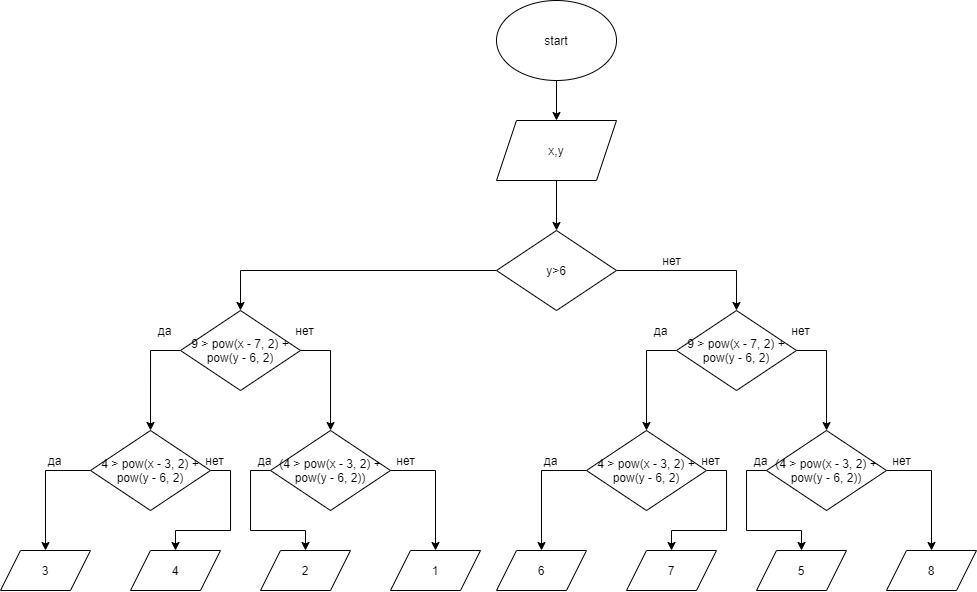 start
x,y
y>6
нет
да
нет
да
нет
9 > pow(x - 7, 2) +
pow(y - 6, 2)
9 > pow(x - 7, 2) +
pow(y - 6, 2)
да
4 > pow(x - 3, 2) +
pow(y - 6, 2)
нет
да
(4 > pow(x - 3, 2) +
pow(y - 6, 2))
нет
да
4 > pow(x - 3, 2) +
pow(y - 6, 2)
нет
да
(4 > pow(x - 3, 2) +
pow(y - 6, 2))
нет
3
4
2
1
6
7
5
8